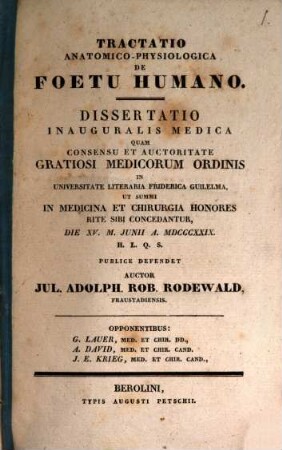 TRACTATIO
ANATOMICO-PHYSIOLOGICA
DE
FOETU HUMANO.
DISSERTATIO
INAUGURALIS MEDICA
QUAM
CONSENSU ET AUCTORITATE
GRATIOSI MEDICORUM ORDINIS
IN
UNIVERSITATE LITERARIA FRIDERICA GUILELMA,
UT SUMMI
IN MEDICINA ET CHIRURGIA HONORES
RITE SIBI CONCEDANTUR,
DIE XV. M. JUNII A. MDCCCXXIX.
H. L. Q. S.
PUBLICE DEFENDET
AUCTOR
JUL. ADOLPH. ROB. RODEWALD,
FRAUSTADIENSIS.
OPPONENTIBUS:
G. LAUER, MED. ET CHIR. DD.,
A. DAVID, MED. ET CHIR. CAND.
J. E. KRIEG, MED. ET CHIR. CAND.,
BEROLINI,
TYPIS AUGUSTI PETSCHII.